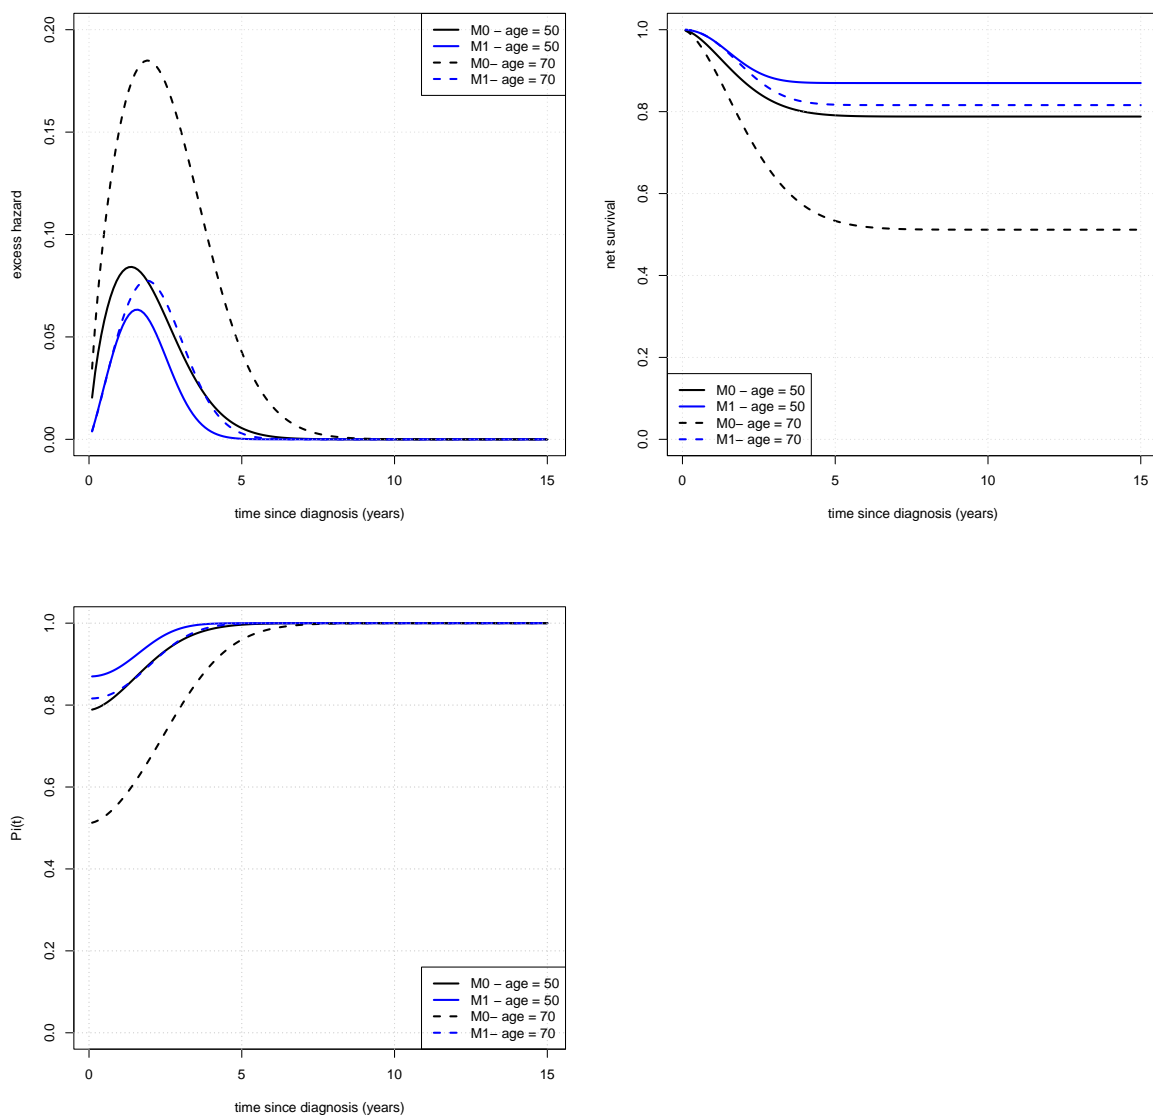 0.20
0.15
0.10
0.05
0.00
excess hazard
0
5
10
15
time since diagnosis (years)
M0 − age = 50
M1 − age = 50
M0− age = 70
M1− age = 70
1.0
0.8
0.6
0.4
0.2
0.0
net survival
M0 − age = 50
M1 − age = 50
M0− age = 70
M1− age = 70
0
5
10
15
time since diagnosis (years)
1.0
0.8
0.6
0.4
0.2
0.0
Pi(t)
M0 − age = 50
M1 − age = 50
M0− age = 70
M1− age = 70
0
5
10
15
time since diagnosis (years)